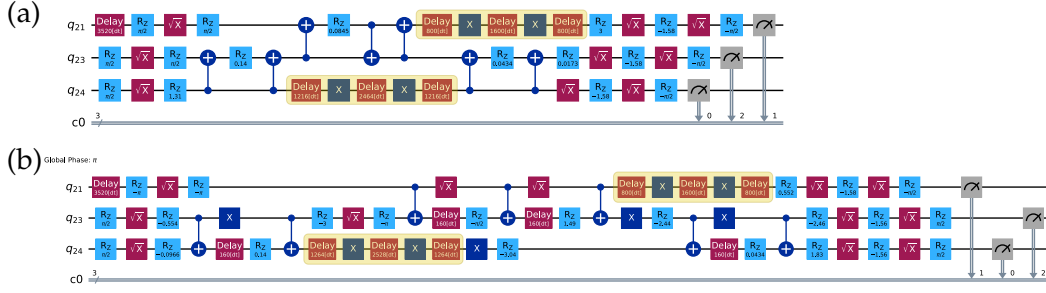 (a)
q21 Delay 3520[dt] RZ π/2 √X RZ π/2 RZ 0.0845 Delay 800[dt] X Delay 1600[dt] X Delay 800[dt] RZ 3 √X RZ -1.58 √X RZ -π/2
q23 RZ π/2 √X RZ π/2 RZ 0.14 RZ 0.0434 RZ 0.0173 √X RZ -1.58 √X RZ -π/2
q24 RZ π/2 √X RZ 1.31 Delay 1216[dt] X Delay 2464[dt] X Delay 1216[dt] √X RZ -1.58 √X RZ -π/2
c0 3 0 2 1
(b) Global Phase: π
q21 Delay 3520[dt] RZ -π √X RZ -π √X √X Delay 800[dt] X Delay 1600[dt] X Delay 800[dt] RZ 0.552 √X RZ -1.58 √X RZ -π/2
q23 RZ π/2 √X RZ -0.554 X RZ -3 √X RZ -π Delay 160[dt] RZ -π/2 Delay 160[dt] RZ 1.49 X RZ -2.44 X RZ -2.46 √X RZ -1.56 √X RZ π/2
q24 RZ π/2 √X RZ -0.0966 Delay 160[dt] RZ 0.14 Delay 1264[dt] X Delay 2528[dt] X Delay 1264[dt] X RZ -3.04 Delay 160[dt] RZ 0.0434 RZ 1.83 √X RZ -1.56 √X RZ π/2
c0 3 1 0 2